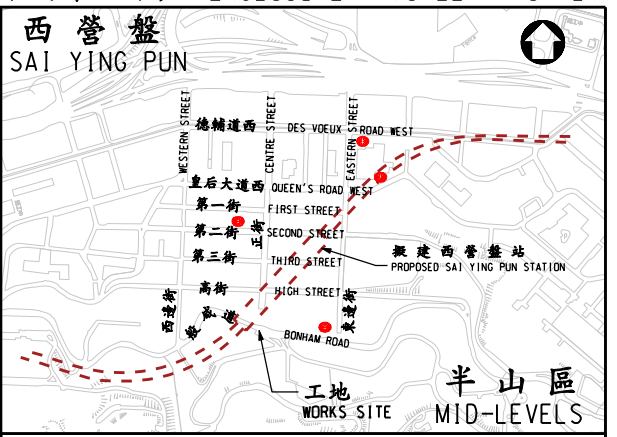 西營盤
SAI YING PUN
WESTERN STREET
CENTRE STREET
EASTERN STREET
德輔道西
DES VOEUX ROAD WEST
皇后大道西
QUEEN'S ROAD WEST
第一街
FIRST STREET
正街
第二街
SECOND STREET
擬建西營盤站
PROPOSED SAI YING PUN STATION
第三街
THIRD STREET
高街
HIGH STREET
西邊街
般咸道
東邊街
BONHAM ROAD
工地
WORKS SITE
半山區
MID-LEVELS